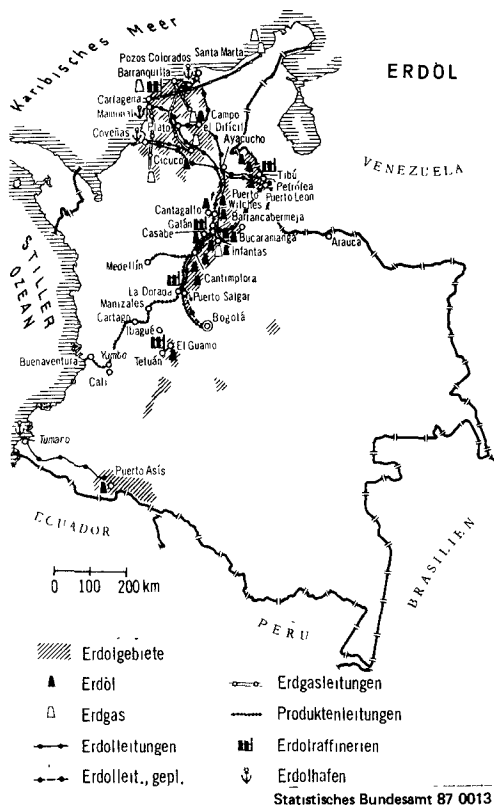 Karibisches Meer
Santa Marta
Pozos Colorados
Barranquilla
ERDÖL
Cartagena
Mamonal
Campo
el Difícil
Plato
Ayacucho
Coveñas
Cicuco
VENEZUELA
Tibú
Petrólea
Puerto León
Puerto
Wilches
Cantagallo
Barrancabermeja
Galán
Casabe
Bucaramanga
Infantas
Arauca
STILLER
OZEAN
Medellín
Cantimplora
La Dorada
Puerto Salgar
Manizales
Cartago
Bogotá
Ibagué
El Guamo
Buenaventura
Yumbo
Tetuán
Cali
Tumaco
Puerto Asís
ECUADOR
BRASILIEN
PERU
0 100 200 km
Erdölgebiete
Erdöl
Erdgasleitungen
Erdgas
Produktenleitungen
Erdölleitungen
Erdölraffinerien
Erdölleit., gepl.
Erdölhafen
Statistisches Bundesamt 87 0013